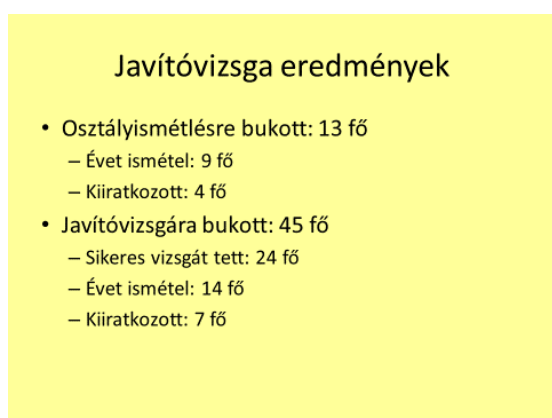 Javítóvizsga eredmények
• Osztályismétlésre bukott: 13 fő
– Évet ismétel: 9 fő
– Kiiratkozott: 4 fő
• Javítóvizsgára bukott: 45 fő
– Sikeres vizsgát tett: 24 fő
– Évet ismétel: 14 fő
– Kiiratkozott: 7 fő